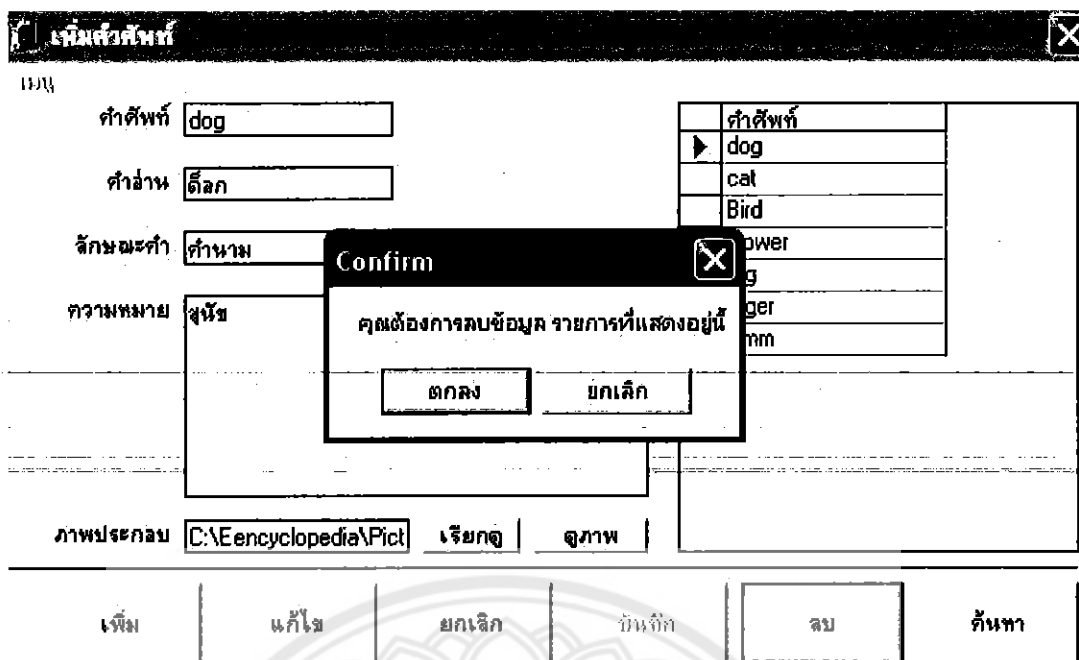 เพิ่มคำศัพท์
เมนู
คำศัพท์ dog
คำอ่าน ด็อก
ลักษณะคำ คำนาม
ความหมาย สุนัข
คำศัพท์
dog
cat
Bird
ower
g
ger
mm
Confirm
คุณต้องการลบข้อมูล รายการที่แสดงอยู่นี้
ตกลง ยกเลิก
ภาพประกอบ C:\Eencyclopedia\Pict เรียกดู ดูภาพ
เพิ่ม แก้ไข ยกเลิก บันทึก ลบ ค้นหา